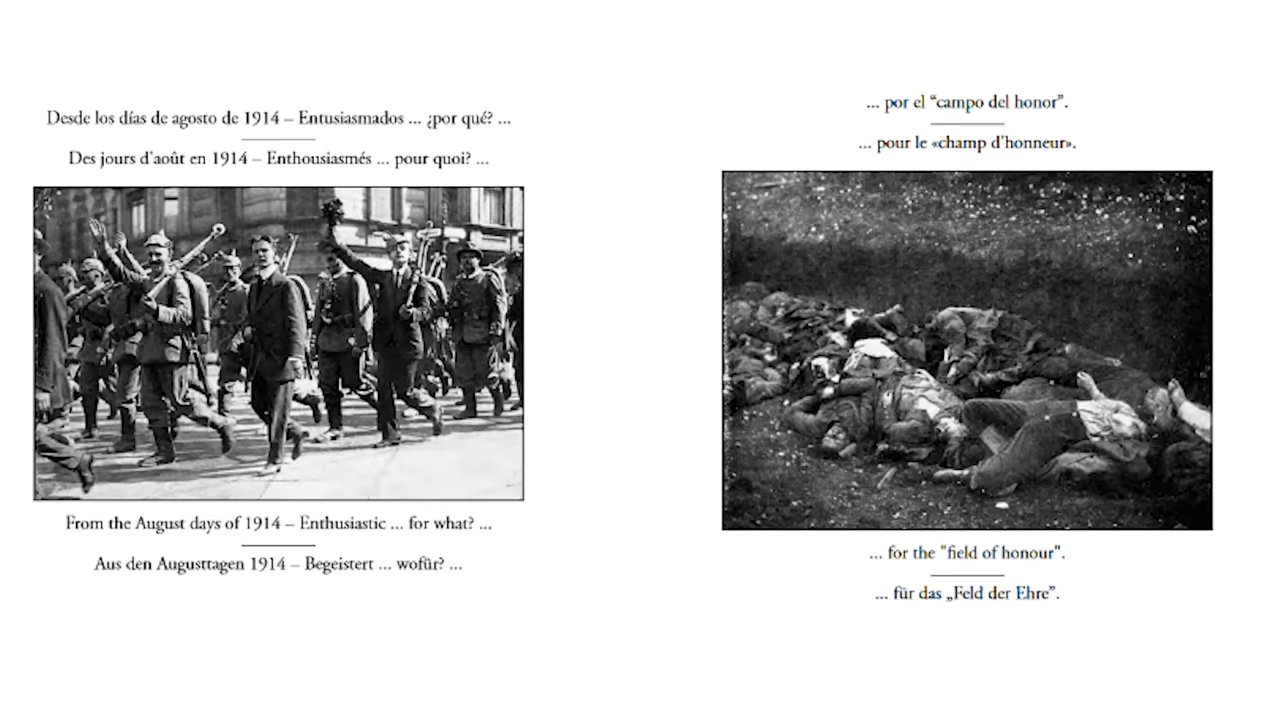 Desde los días de agosto de 1914 – Entusiasmados ... ¿por qué? ...
Des jours d'août en 1914 – Enthousiasmés ... pour quoi? ...
From the August days of 1914 – Enthusiastic ... for what? ...
Aus den Augusttagen 1914 – Begeistert ... wofür? ...
... por el “campo del honor”.
... pour le «champ d'honneur».
... for the "field of honour".
... für das „Feld der Ehre”.